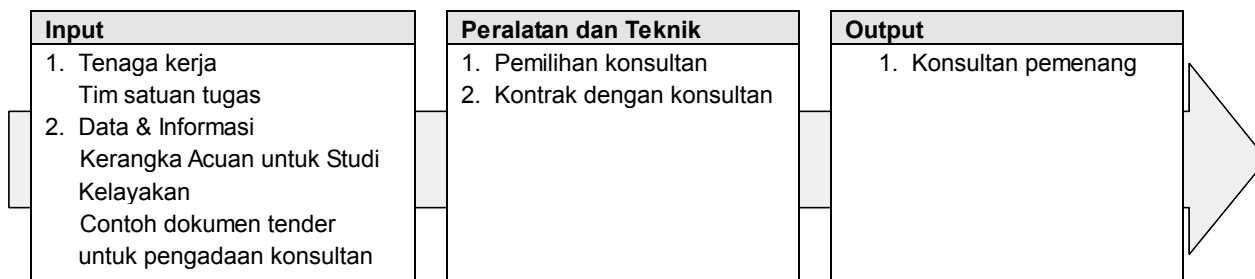 Input
1. Tenaga kerja
Tim satuan tugas
2. Data & Informasi
Kerangka Acuan untuk Studi
Kelayakan
Contoh dokumen tender
untuk pengadaan konsultan
Peralatan dan Teknik
1. Pemilihan konsultan
2. Kontrak dengan konsultan
Output
1. Konsultan pemenang